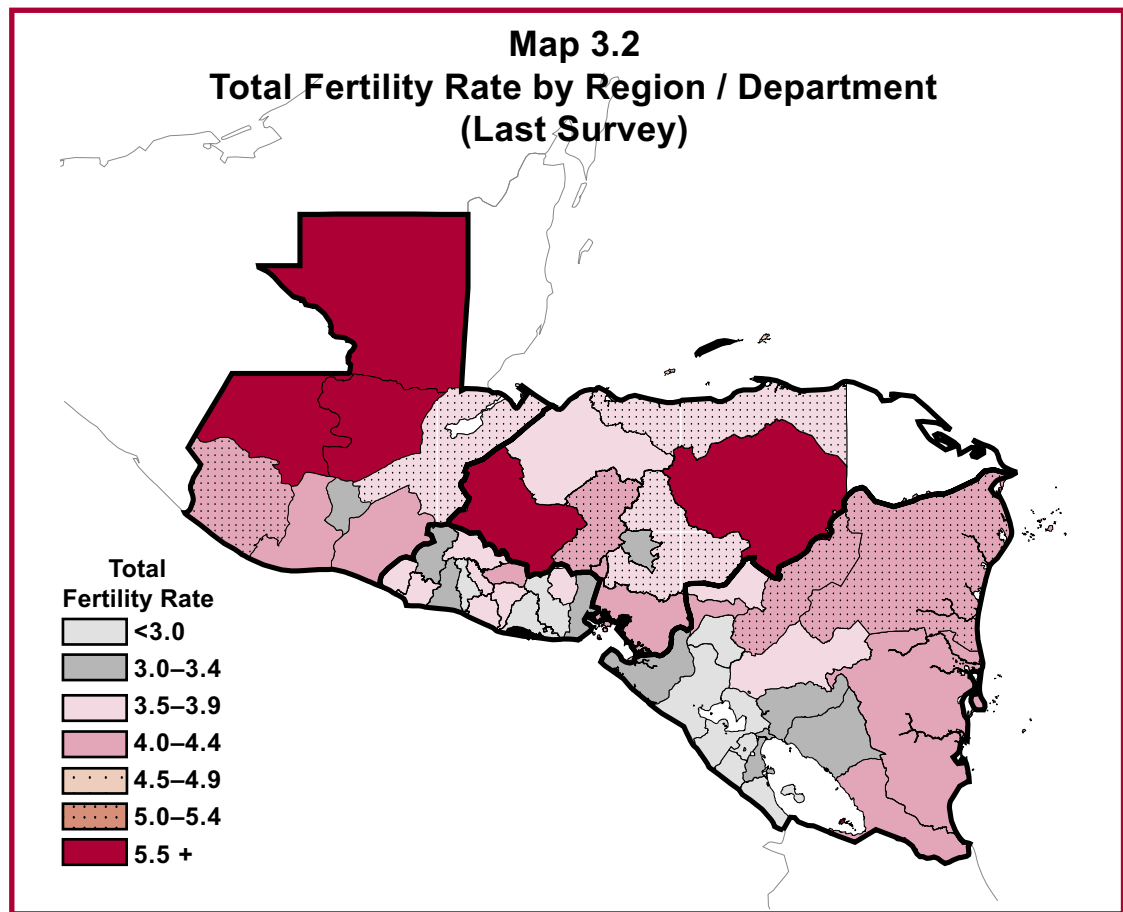 Map 3.2
Total Fertility Rate by Region / Department
(Last Survey)
Total
Fertility Rate
<3.0
3.0–3.4
3.5–3.9
4.0–4.4
4.5–4.9
5.0–5.4
5.5 +